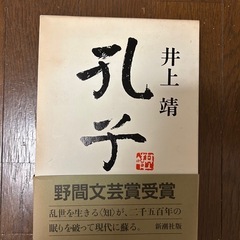 井上 靖
孔子
野間文芸賞受賞
乱世を生きる〈知〉が、二千五百年の
眠りを破って現代に蘇る。
新潮社版